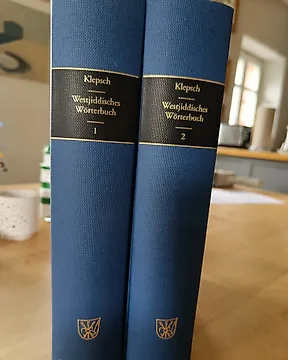 Klepsch
Westjiddisches
Wörterbuch
1
Klepsch
Westjiddisches
Wörterbuch
2